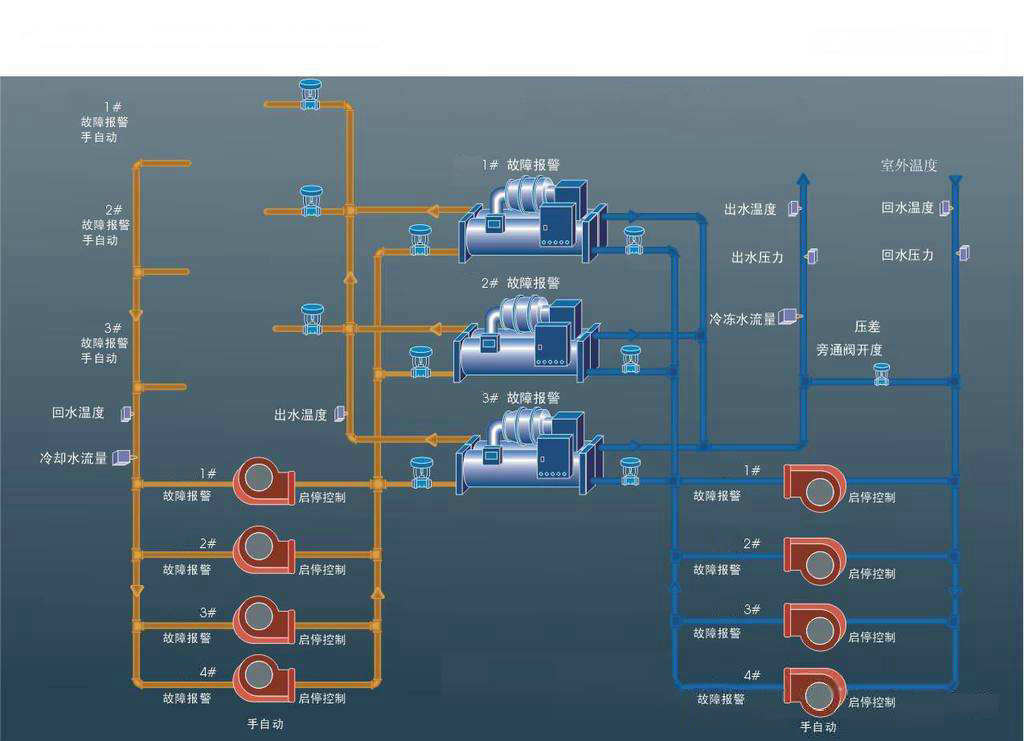 1#
故障报警
手自动
2#
故障报警
手自动
3#
故障报警
手自动
回水温度
冷却水流量
出水温度
1# 故障报警
2# 故障报警
3# 故障报警
出水温度
出水压力
冷冻水流量
室外温度
回水温度
回水压力
压差
旁通阀开度
1#
故障报警
启停控制
2#
故障报警
启停控制
3#
故障报警
启停控制
4#
故障报警
启停控制
手自动
1#
故障报警
启停控制
2#
故障报警
启停控制
3#
故障报警
启停控制
4#
故障报警
启停控制
手自动